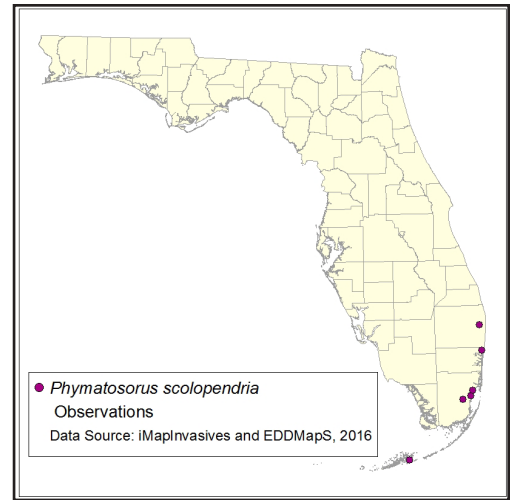 Phymatosorus scolopendria
Observations
Data Source: iMapInvasives and EDDMapS, 2016